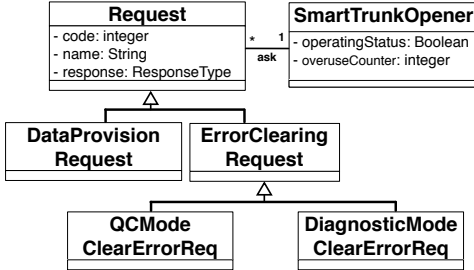 Request
- code: integer
- name: String
- response: ResponseType
* 1
ask
SmartTrunkOpener
- operatingStatus: Boolean
- overuseCounter: integer
DataProvision
Request
ErrorClearing
Request
QCMode
ClearErrorReq
DiagnosticMode
ClearErrorReq